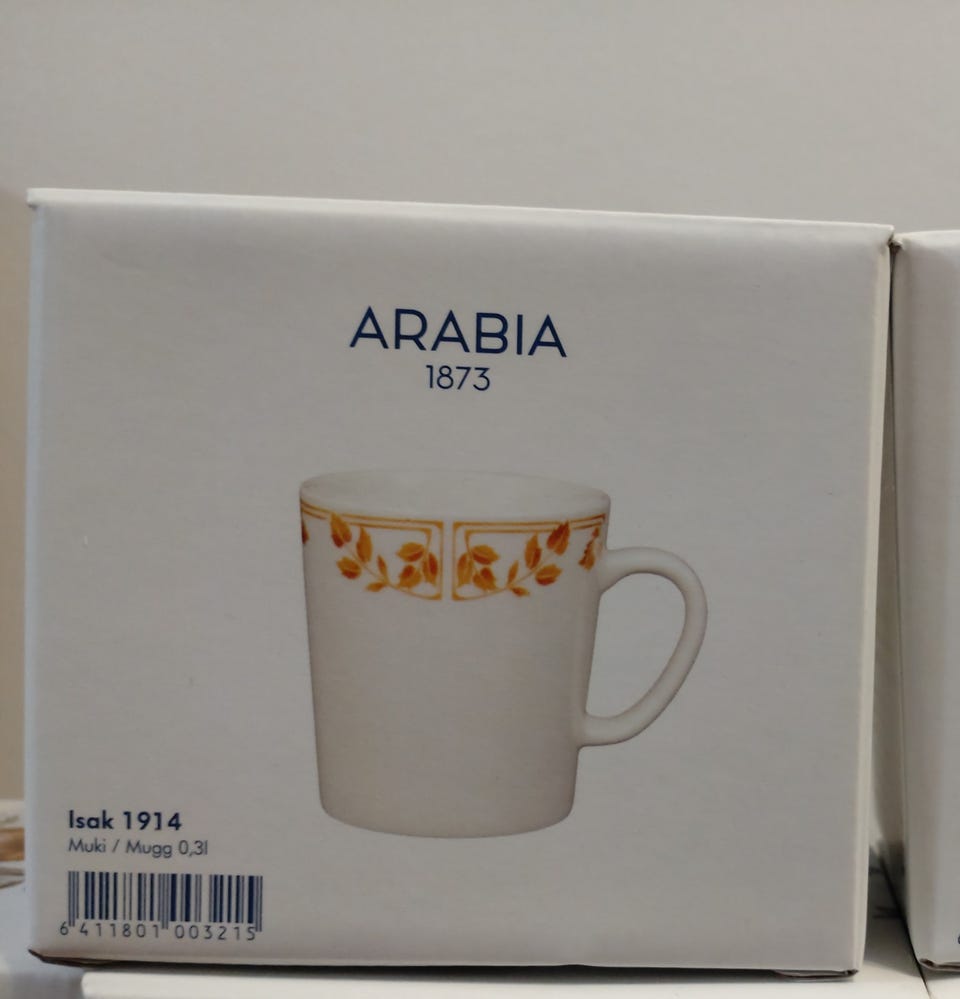 ARABIA
1873
Isak 1914
Muki / Mugg 0,3l
6 411801 003215